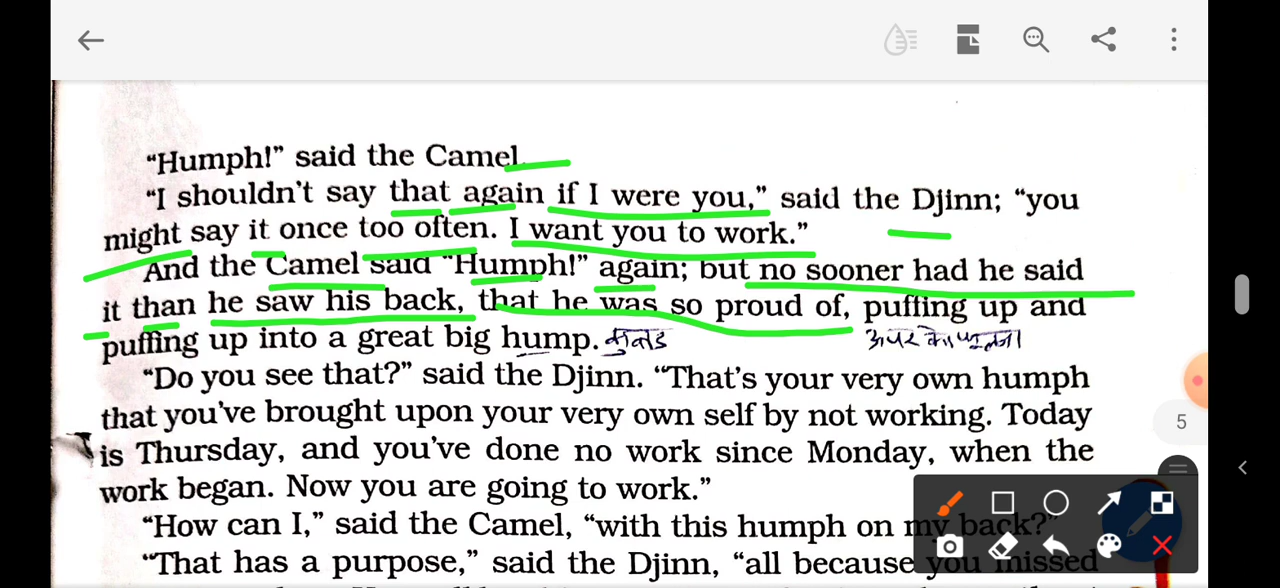 "Humph!" said the Camel.
"I shouldn't say that again if I were you," said the Djinn; "you
might say it once too often. I want you to work."
And the Camel said "Humph!" again; but no sooner had he said
it than he saw his back, that he was so proud of, puffing up and
puffing up into a great big hump. कुबड़
ऊपर को फूलना
"Do you see that?" said the Djinn. "That's your very own humph
that you've brought upon your very own self by not working. Today
is Thursday, and you've done no work since Monday, when the
work began. Now you are going to work."
"How can I," said the Camel, "with this humph on my back?"
"That has a purpose," said the Djinn, "all because you missed
5